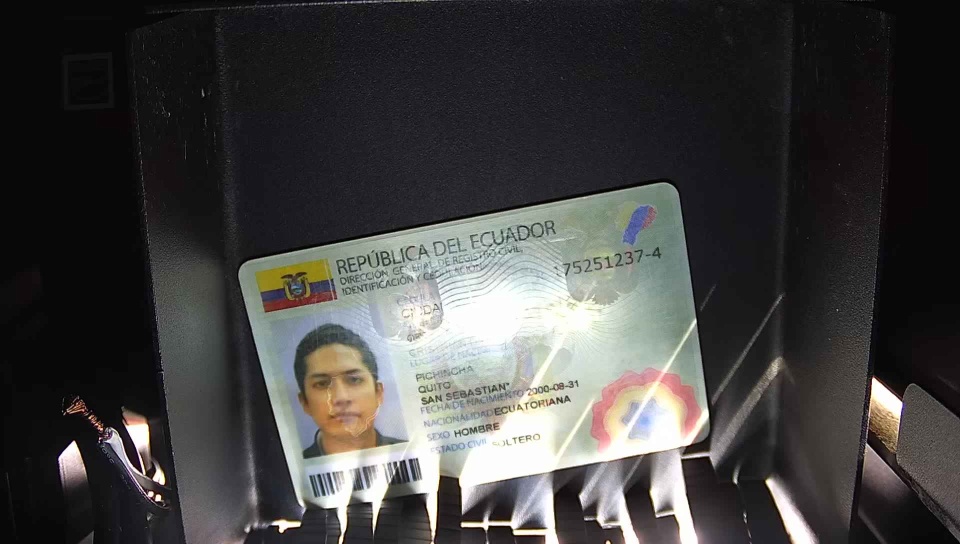 REPÚBLICA DEL ECUADOR
DIRECCIÓN GENERAL DE REGISTRO CIVIL,
IDENTIFICACIÓN Y CEDULACIÓN
175251237-4
PICHINCHA
QUITO
SAN SEBASTIAN"
FECHA DE NACIMIENTO 2000-08-31
NACIONALIDAD ECUATORIANA
SEXO HOMBRE
ESTADO CIVIL SOLTERO